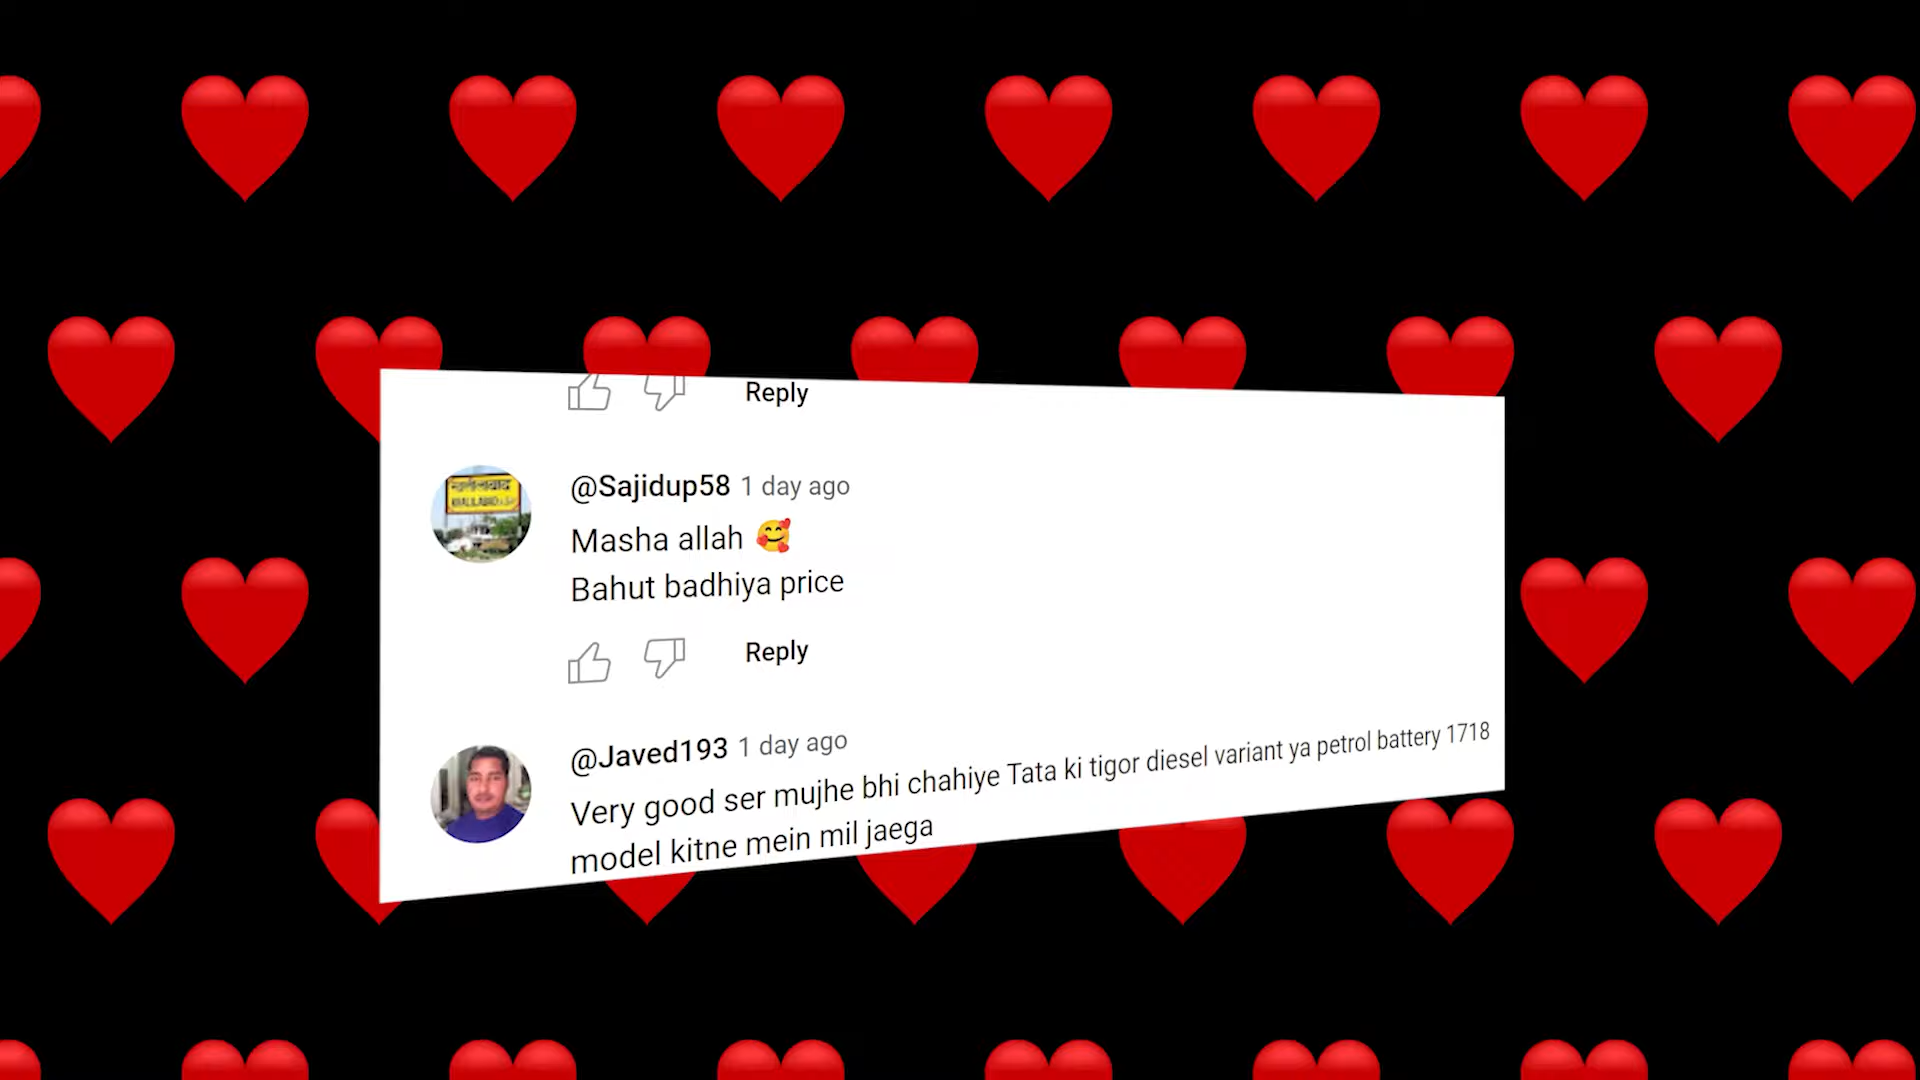 Reply
@Sajidup58 1 day ago
Masha allah 🥰
Bahut badhiya price
Reply
@Javed193 1 day ago
Very good ser mujhe bhi chahiye Tata ki tigor diesel variant ya petrol battery 1718
model kitne mein mil jaega